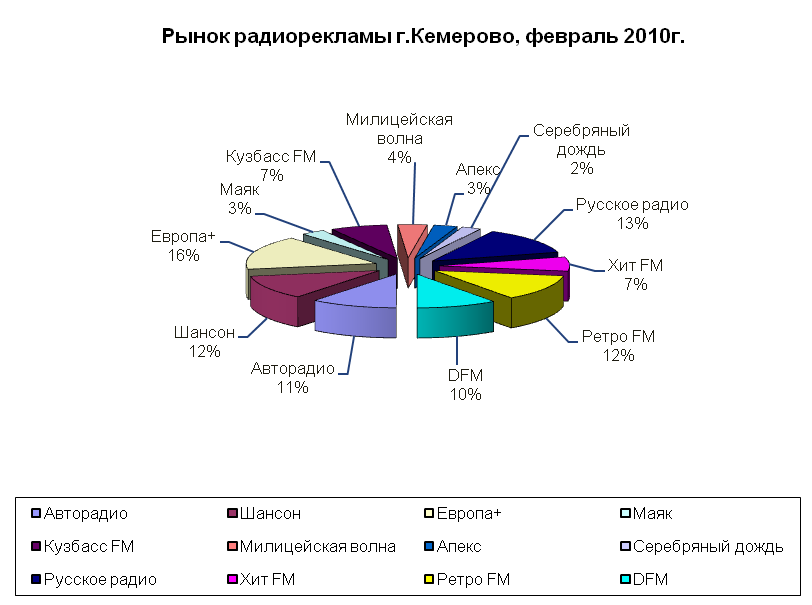 Рынок радиорекламы г.Кемерово, февраль 2010г.
Милицейская
волна
4%
Серебряный
дождь
2%
Кузбасс FM
7%
Апекс
3%
Маяк
3%
Русское радио
13%
Европа+
16%
Хит FM
7%
Шансон
12%
Ретро FM
12%
Авторадио
11%
DFM
10%
Авторадио
Шансон
Европа+
Маяк
Кузбасс FM
Милицейская волна
Апекс
Серебряный дождь
Русское радио
Хит FM
Ретро FM
DFM